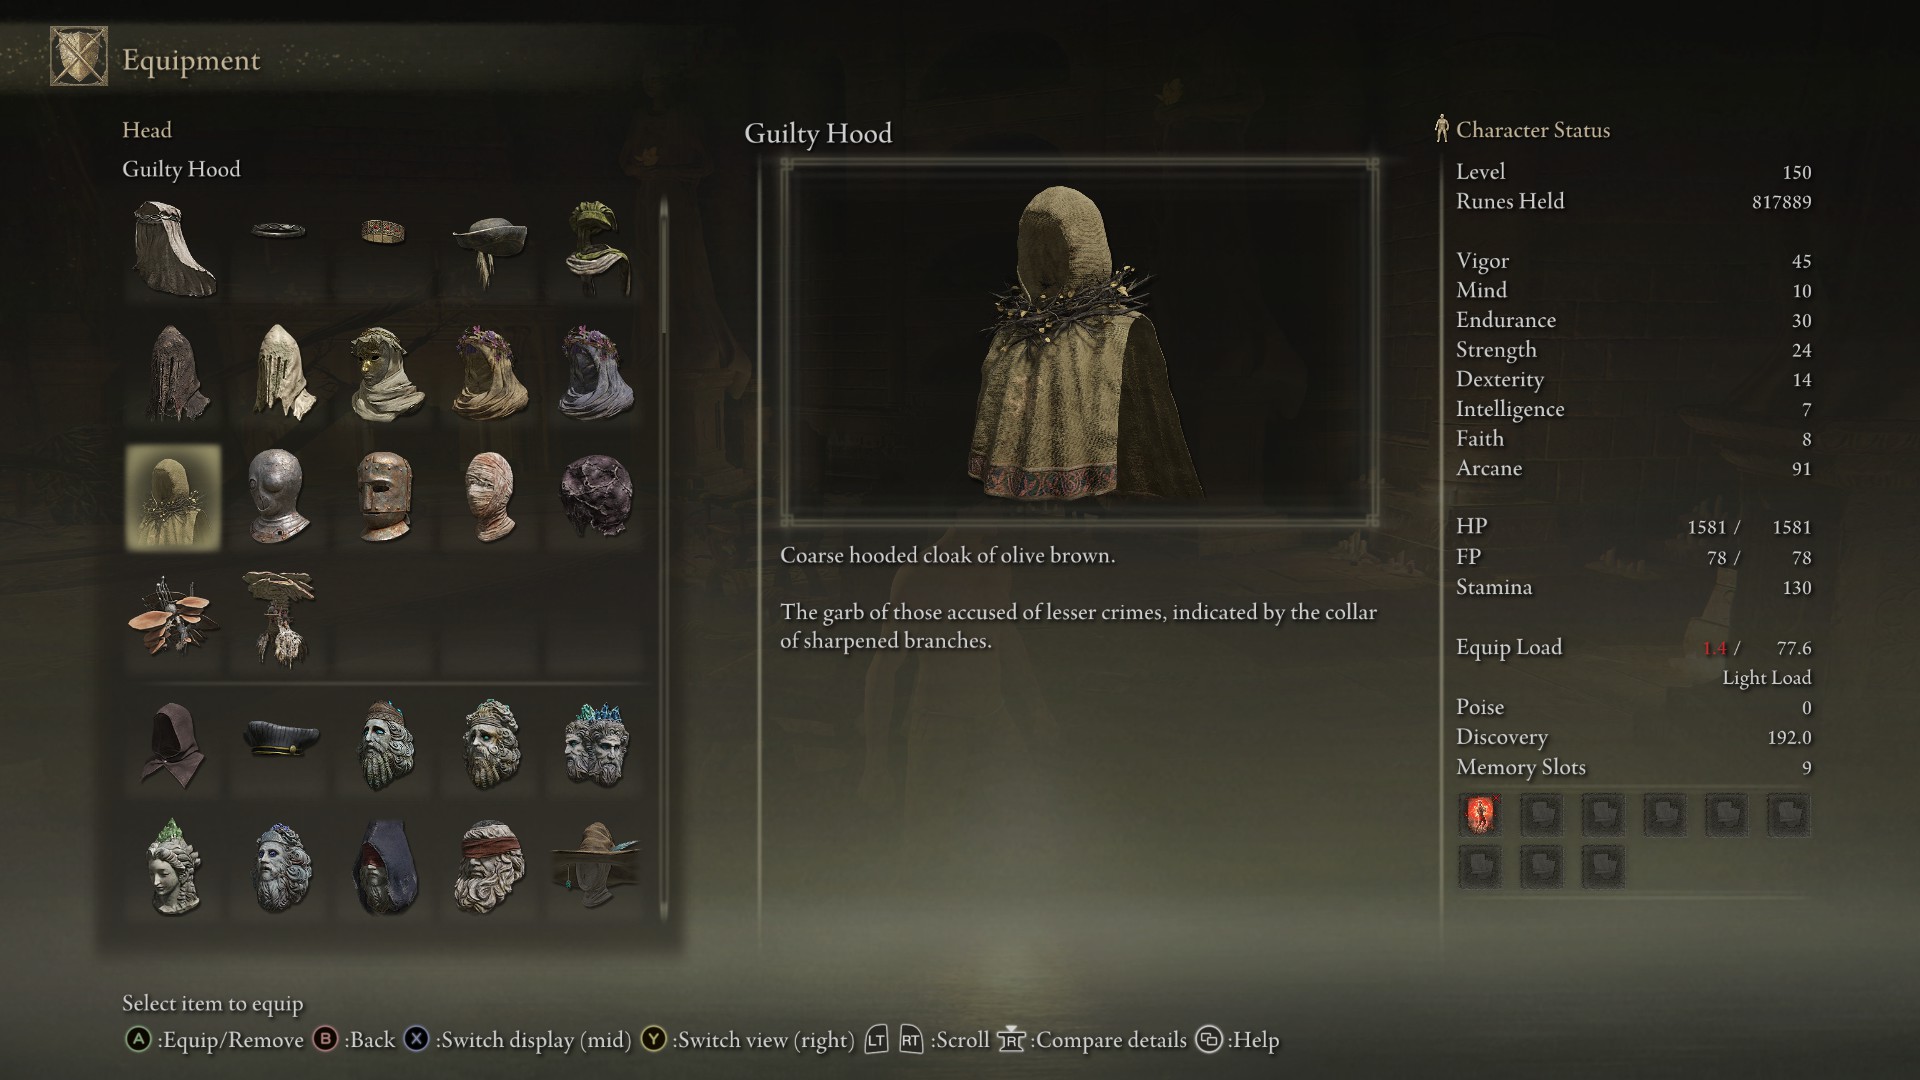 Equipment
Head
Guilty Hood
Guilty Hood
Coarse hooded cloak of olive brown.
The garb of those accused of lesser crimes, indicated by the collar
of sharpened branches.
Character Status
Level 150
Runes Held 817889
Vigor 45
Mind 10
Endurance 30
Strength 24
Dexterity 14
Intelligence 7
Faith 8
Arcane 91
HP 1581 / 1581
FP 78 / 78
Stamina 130
Equip Load 1.4 / 77.6
Light Load
Poise 0
Discovery 192.0
Memory Slots 9
Select item to equip
A :Equip/Remove B :Back X :Switch display (mid) Y :Switch view (right) LT RT :Scroll R :Compare details :Help